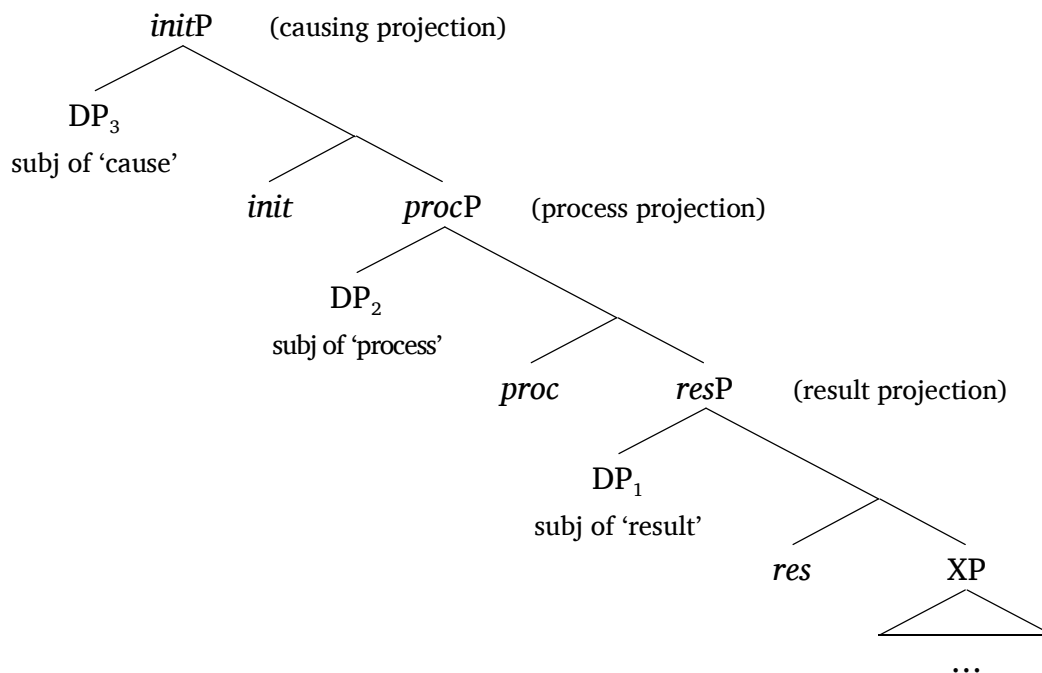 initP (causing projection)
DP₃
subj of ‘cause’
init procP (process projection)
DP₂
subj of ‘process’
proc resP (result projection)
DP₁
subj of ‘result’
res XP
...